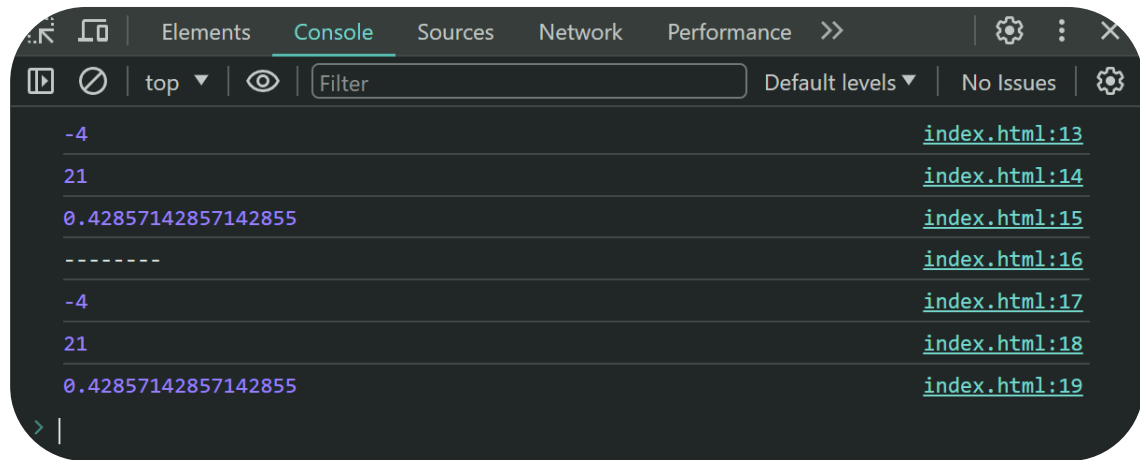 Elements Console Sources Network Performance
top Filter Default levels No Issues
-4 index.html:13
21 index.html:14
0.42857142857142855 index.html:15
-------- index.html:16
-4 index.html:17
21 index.html:18
0.42857142857142855 index.html:19